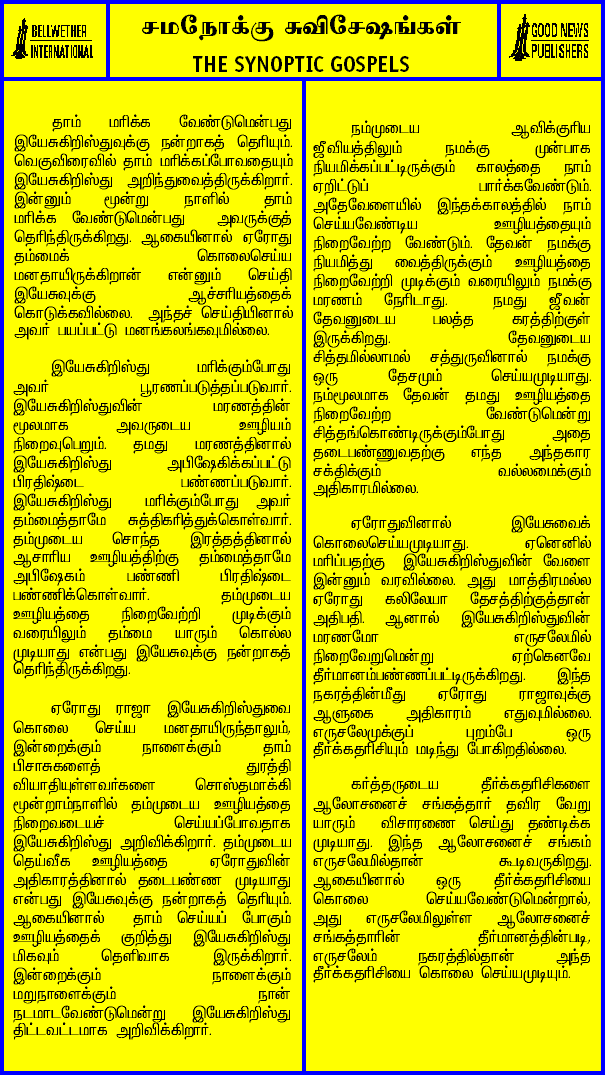 BELLWETHER
INTERNATIONAL
சமநோக்கு சுவிசேஷங்கள்
THE SYNOPTIC GOSPELS
GOOD NEWS
PUBLISHERS
தாம் மரிக்க வேண்டுமென்பது
இயேசுகிறிஸ்துவுக்கு நன்றாகத் தெரியும்.
வெகுவிரைவில் தாம் மரிக்கப்போவதையும்
இயேசுகிறிஸ்து அறிந்துவைத்திருக்கிறார்.
இன்னும் மூன்று நாளில் தாம்
மரிக்க வேண்டுமென்பது அவருக்குத்
தெரிந்திருக்கிறது. ஆகையினால் ஏரோது
தம்மைக் கொலைசெய்ய
மனதாயிருக்கிறான் என்னும் செய்தி
இயேசுவுக்கு ஆச்சரியத்தைக்
கொடுக்கவில்லை. அந்தச் செய்தியினால்
அவர் பயப்பட்டு மனங்கலங்கவுமில்லை.
இயேசுகிறிஸ்து மரிக்கும்போது
அவர் பூரணப்படுத்தப்படுவார்.
இயேசுகிறிஸ்துவின் மரணத்தின்
மூலமாக அவருடைய ஊழியம்
நிறைவுபெறும். தமது மரணத்தினால்
இயேசுகிறிஸ்து அபிஷேகிக்கப்பட்டு
பிரதிஷ்டை பண்ணப்படுவார்.
இயேசுகிறிஸ்து மரிக்கும்போது அவர்
தம்மைத்தாமே சுத்திகரித்துக்கொள்வார்.
தம்முடைய சொந்த இரத்தத்தினால்
ஆசாரிய ஊழியத்திற்கு தம்மைத்தாமே
அபிஷேகம் பண்ணி பிரதிஷ்டை
பண்ணிக்கொள்வார். தம்முடைய
ஊழியத்தை நிறைவேற்றி முடிக்கும்
வரையிலும் தம்மை யாரும் கொல்ல
முடியாது என்பது இயேசுவுக்கு நன்றாகத்
தெரிந்திருக்கிறது.
ஏரோது ராஜா இயேசுகிறிஸ்துவை
கொலை செய்ய மனதாயிருந்தாலும்,
இன்றைக்கும் நாளைக்கும் தாம்
பிசாசுகளைத் துரத்தி
வியாதியுள்ளவர்களை சொஸ்தமாக்கி
மூன்றாம்நாளில் தம்முடைய ஊழியத்தை
நிறைவடையச் செய்யப்போவதாக
இயேசுகிறிஸ்து அறிவிக்கிறார். தம்முடைய
தெய்வீக ஊழியத்தை ஏரோதுவின்
அதிகாரத்தினால் தடைபண்ண முடியாது
என்பது இயேசுவுக்கு நன்றாகத் தெரியும்.
ஆகையினால் தாம் செய்யப் போகும்
ஊழியத்தைக் குறித்து இயேசுகிறிஸ்து
மிகவும் தெளிவாக இருக்கிறார்.
இன்றைக்கும் நாளைக்கும்
மறுநாளைக்கும் நான்
நடமாடவேண்டுமென்று இயேசுகிறிஸ்து
திட்டவட்டமாக அறிவிக்கிறார்.
நம்முடைய ஆவிக்குரிய
ஜீவியத்திலும் நமக்கு முன்பாக
நியமிக்கப்பட்டிருக்கும் காலத்தை நாம்
ஏறிட்டுப் பார்க்கவேண்டும்.
அதேவேளையில் இந்தக்காலத்தில் நாம்
செய்யவேண்டிய ஊழியத்தையும்
நிறைவேற்ற வேண்டும். தேவன் நமக்கு
நியமித்து வைத்திருக்கும் ஊழியத்தை
நிறைவேற்றி முடிக்கும் வரையிலும் நமக்கு
மரணம் நேரிடாது. நமது ஜீவன்
தேவனுடைய பலத்த கரத்திற்குள்
இருக்கிறது. தேவனுடைய
சித்தமில்லாமல் சத்துருவினால் நமக்கு
ஒரு தேசமும் செய்யமுடியாது.
நம்மூலமாக தேவன் தமது ஊழியத்தை
நிறைவேற்ற வேண்டுமென்று
சித்தங்கொண்டிருக்கும்போது அதை
தடைபண்ணுவதற்கு எந்த அந்தகார
சக்திக்கும் வல்லமைக்கும்
அதிகாரமில்லை.
ஏரோதுவினால் இயேசுவைக்
கொலைசெய்யமுடியாது. ஏனெனில்
மரிப்பதற்கு இயேசுகிறிஸ்துவின் வேளை
இன்னும் வரவில்லை. அது மாத்திரமல்ல
ஏரோது கலிலேயா தேசத்திற்குத்தான்
அதிபதி. ஆனால் இயேசுகிறிஸ்துவின்
மரணமோ எருசலேமில்
நிறைவேறுமென்று ஏற்கெனவே
தீர்மானம்பண்ணப்பட்டிருக்கிறது. இந்த
நகரத்தின்மீது ஏரோது ராஜாவுக்கு
ஆளுகை அதிகாரம் எதுவுமில்லை.
எருசலேமுக்குப் புறம்பே ஒரு
தீர்க்கதரிசியும் மடிந்து போகிறதில்லை.
கர்த்தருடைய தீர்க்கதரிசிகளை
ஆலோசனைச் சங்கத்தார் தவிர வேறு
யாரும் விசாரணை செய்து தண்டிக்க
முடியாது. இந்த ஆலோசனைச் சங்கம்
எருசலேமில்தான் கூடிவருகிறது.
ஆகையினால் ஒரு தீர்க்கதரிசியை
கொலை செய்யவேண்டுமென்றால்,
அது எருசலேமிலுள்ள ஆலோசனைச்
சங்கத்தாரின் தீர்மானத்தின்படி,
எருசலேம் நகரத்தில்தான் அந்த
தீர்க்கதரிசியை கொலை செய்யமுடியும்.